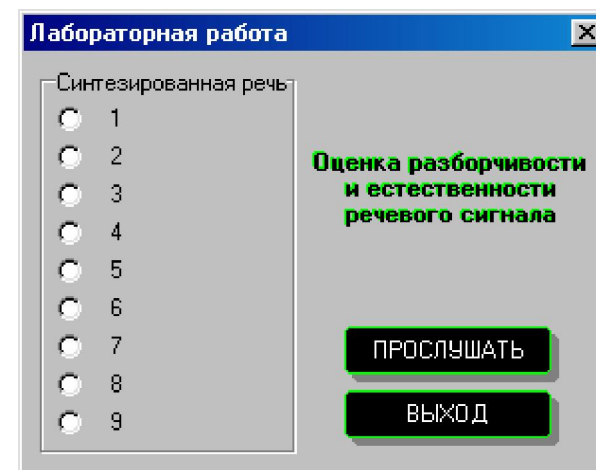 Лабораторная работа
Синтезированная речь
1
2
3
4
5
6
7
8
9
Оценка разборчивости
и естественности
речевого сигнала
ПРОСЛУШАТЬ
ВЫХОД